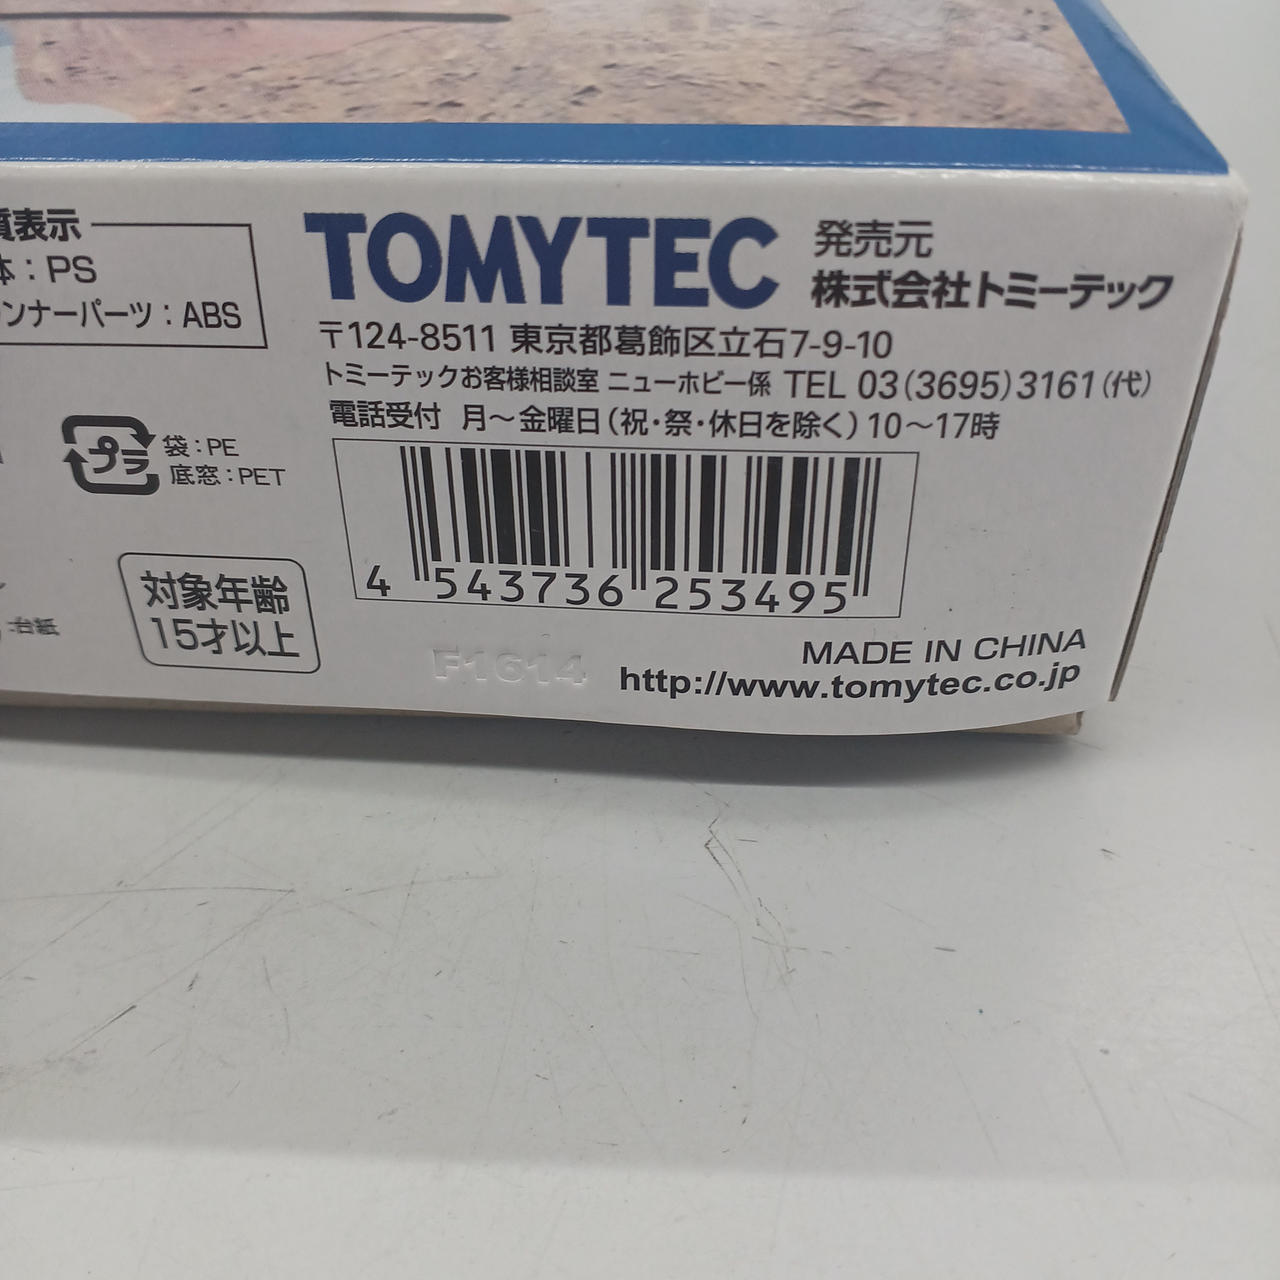 質表示
体：PS
ンナーパーツ：ABS
プラ
袋：PE
底窓：PET
台紙
対象年齢
15才以上
TOMYTEC
発売元
株式会社トミーテック
〒124-8511 東京都葛飾区立石7-9-10
トミーテックお客様相談室 ニューホビー係 TEL 03(3695)3161(代)
電話受付 月～金曜日(祝・祭・休日を除く)10～17時
4 543736 253495
F1614
MADE IN CHINA
http://www.tomytec.co.jp